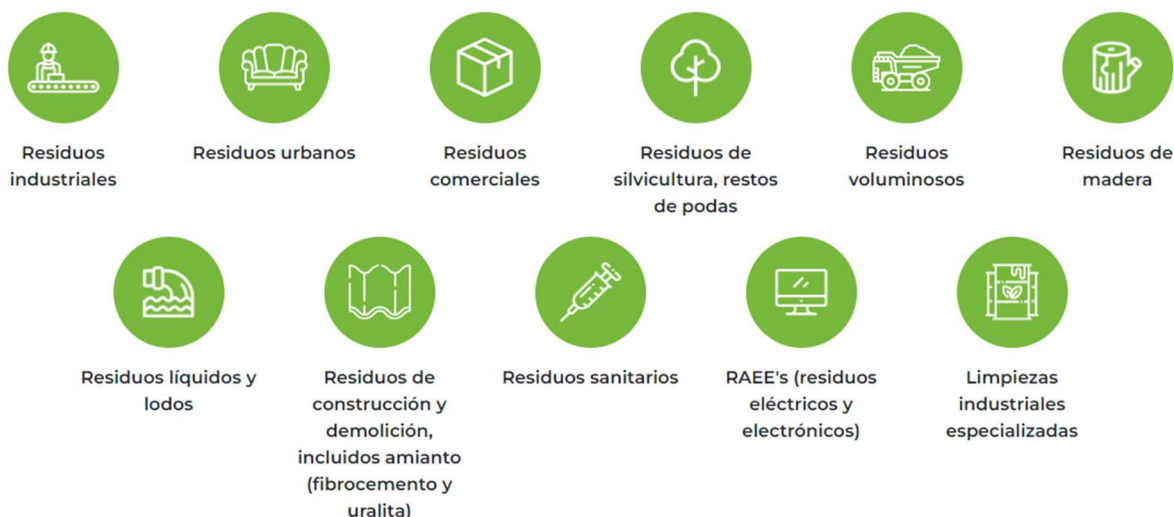 Residuos
industriales
Residuos urbanos
Residuos
comerciales
Residuos de
silvicultura, restos
de podas
Residuos
voluminosos
Residuos de
madera
Residuos líquidos y
lodos
Residuos de
construcción y
demolición,
incluidos amianto
(fibrocemento y
uralita)
Residuos sanitarios
RAEE's (residuos
eléctricos y
electrónicos)
Limpiezas
industriales
especializadas